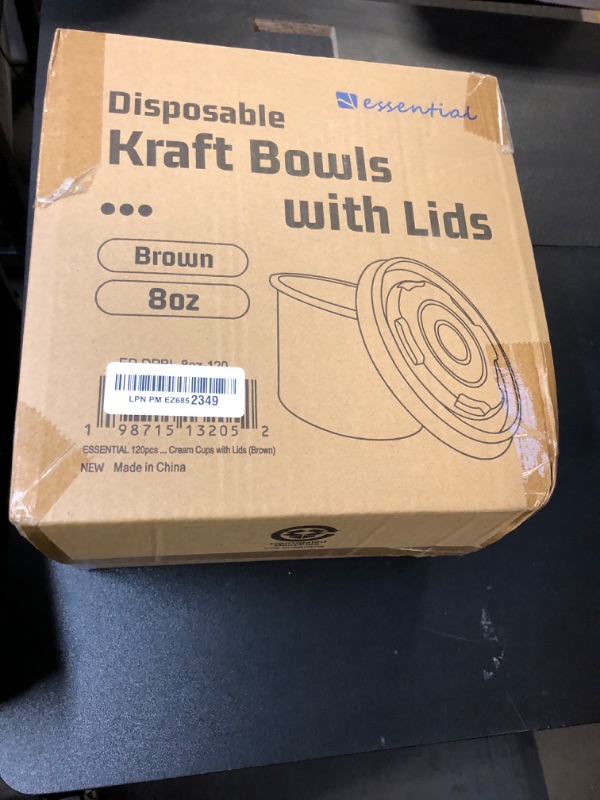 essential
Disposable
Kraft Bowls
with Lids
Brown
8oz
LPN PM EZ685 2349
1 98715 13205 2
ESSENTIAL 120pcs ... Cream Cups with Lids (Brown)
NEW Made in China